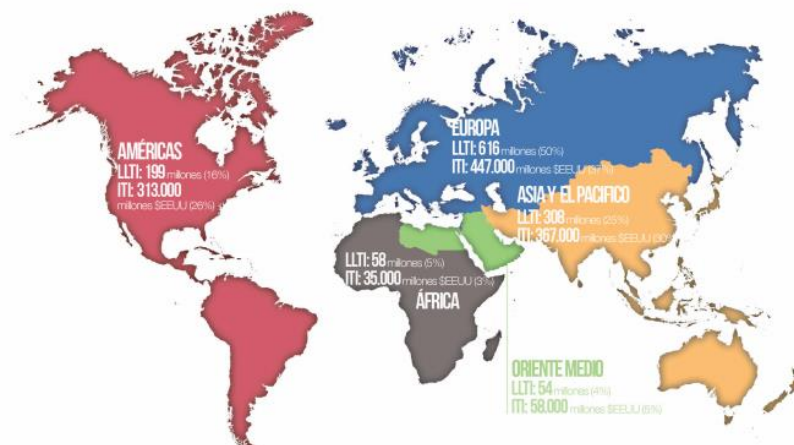 AMÉRICAS
LLTI: 199 millones (16%)
ITI: 313.000
millones $EEUU (26%)
EUROPA
LLTI: 616 millones (50%)
ITI: 447.000 millones $EEUU (37%)
ASIA Y EL PACIFICO
LLTI: 308 millones (25%)
ITI: 367.000 millones $EEUU (30%)
LLTI: 58 millones (5%)
ITI: 35.000 millones $EEUU (3%)
ÁFRICA
ORIENTE MEDIO
LLTI: 54 millones (4%)
ITI: 58.000 millones $EEUU (5%)